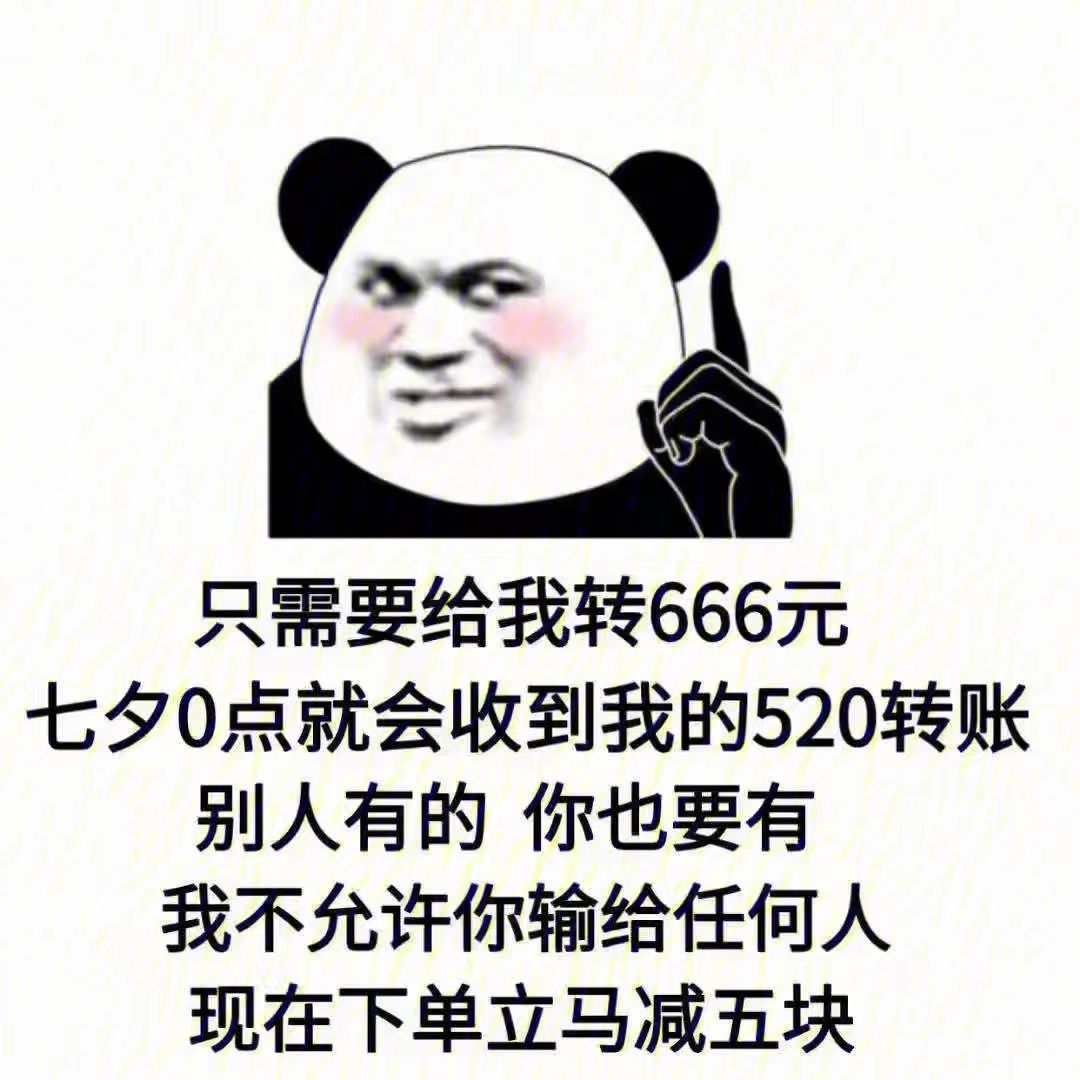 只需要给我转666元
七夕0点就会收到我的520转账
别人有的 你也要有
我不允许你输给任何人
现在下单立马减五块